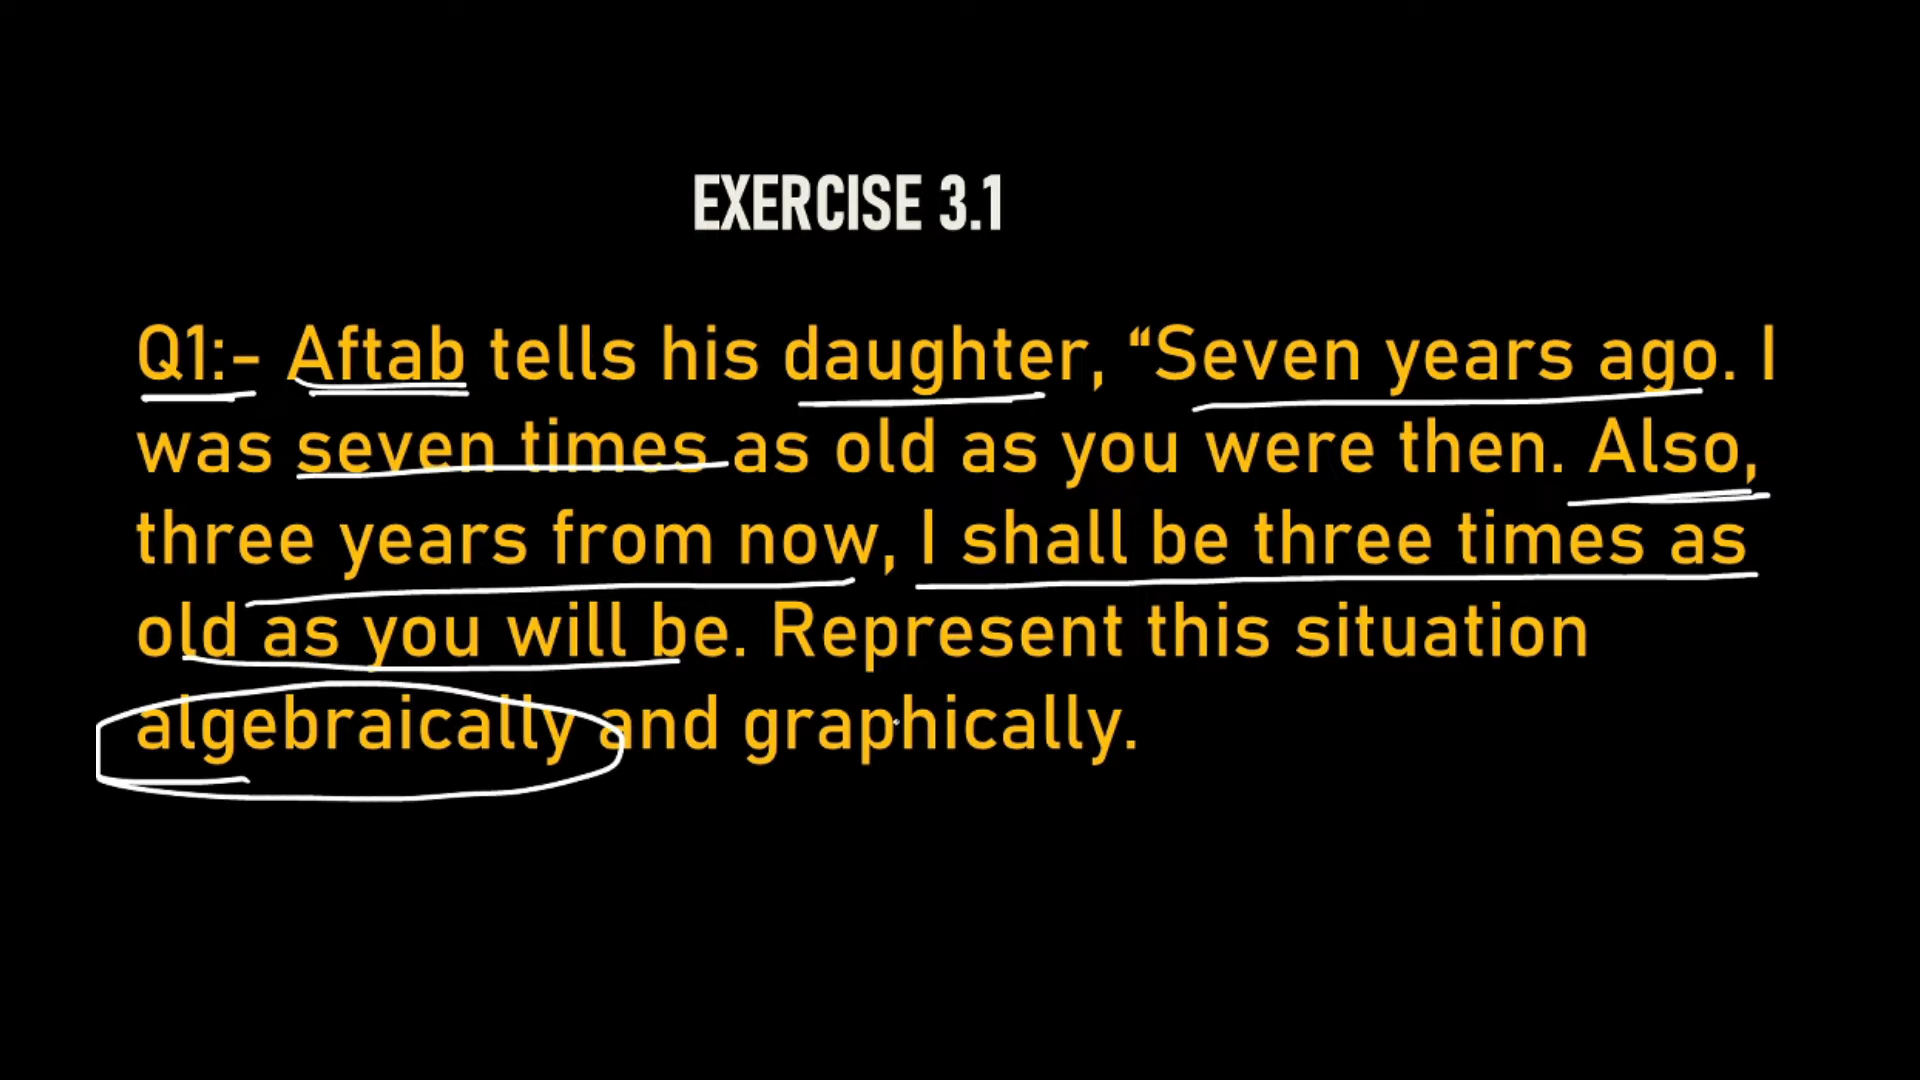 EXERCISE 3.1
Q1:- Aftab tells his daughter, “Seven years ago. I
was seven times as old as you were then. Also,
three years from now, I shall be three times as
old as you will be. Represent this situation
algebraically and graphically.